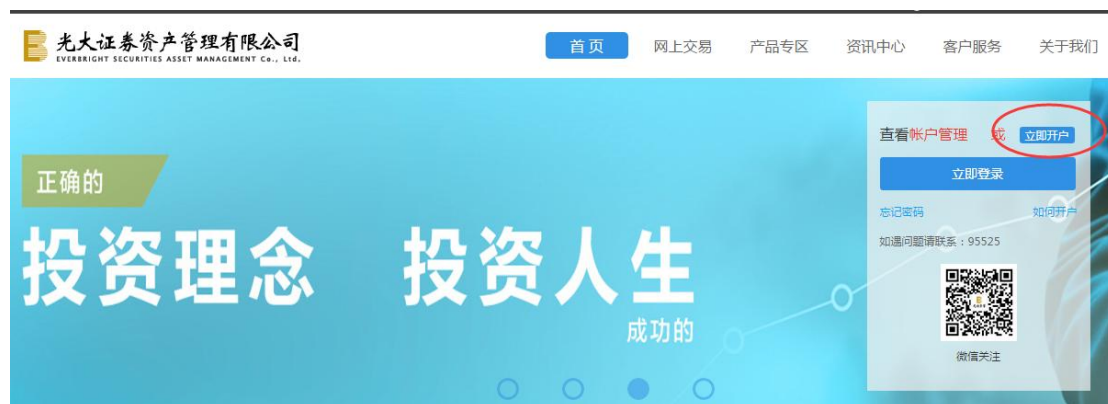 光大证券资产管理有限公司
EVERBRIGHT SECURITIES ASSET MANAGEMENT Co., Ltd.
首页 网上交易 产品专区 资讯中心 客户服务 关于我们
查看帐户管理 或 立即开户
立即登录
忘记密码 如何开户
如遇问题请联系：95525
微信关注
正确的
投资理念 投资人生
成功的